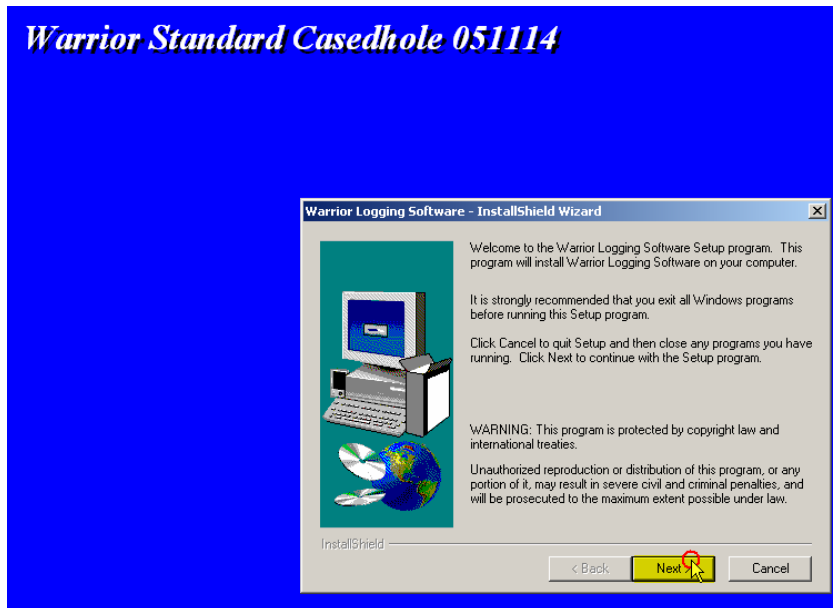 Warrior Standard Casedhole 051114
Warrior Logging Software - InstallShield Wizard
Welcome to the Warrior Logging Software Setup program. This
program will install Warrior Logging Software on your computer.
It is strongly recommended that you exit all Windows programs
before running this Setup program.
Click Cancel to quit Setup and then close any programs you have
running. Click Next to continue with the Setup program.
WARNING: This program is protected by copyright law and
international treaties.
Unauthorized reproduction or distribution of this program, or any
portion of it, may result in severe civil and criminal penalties, and
will be prosecuted to the maximum extent possible under law.
InstallShield
< Back Next Cancel